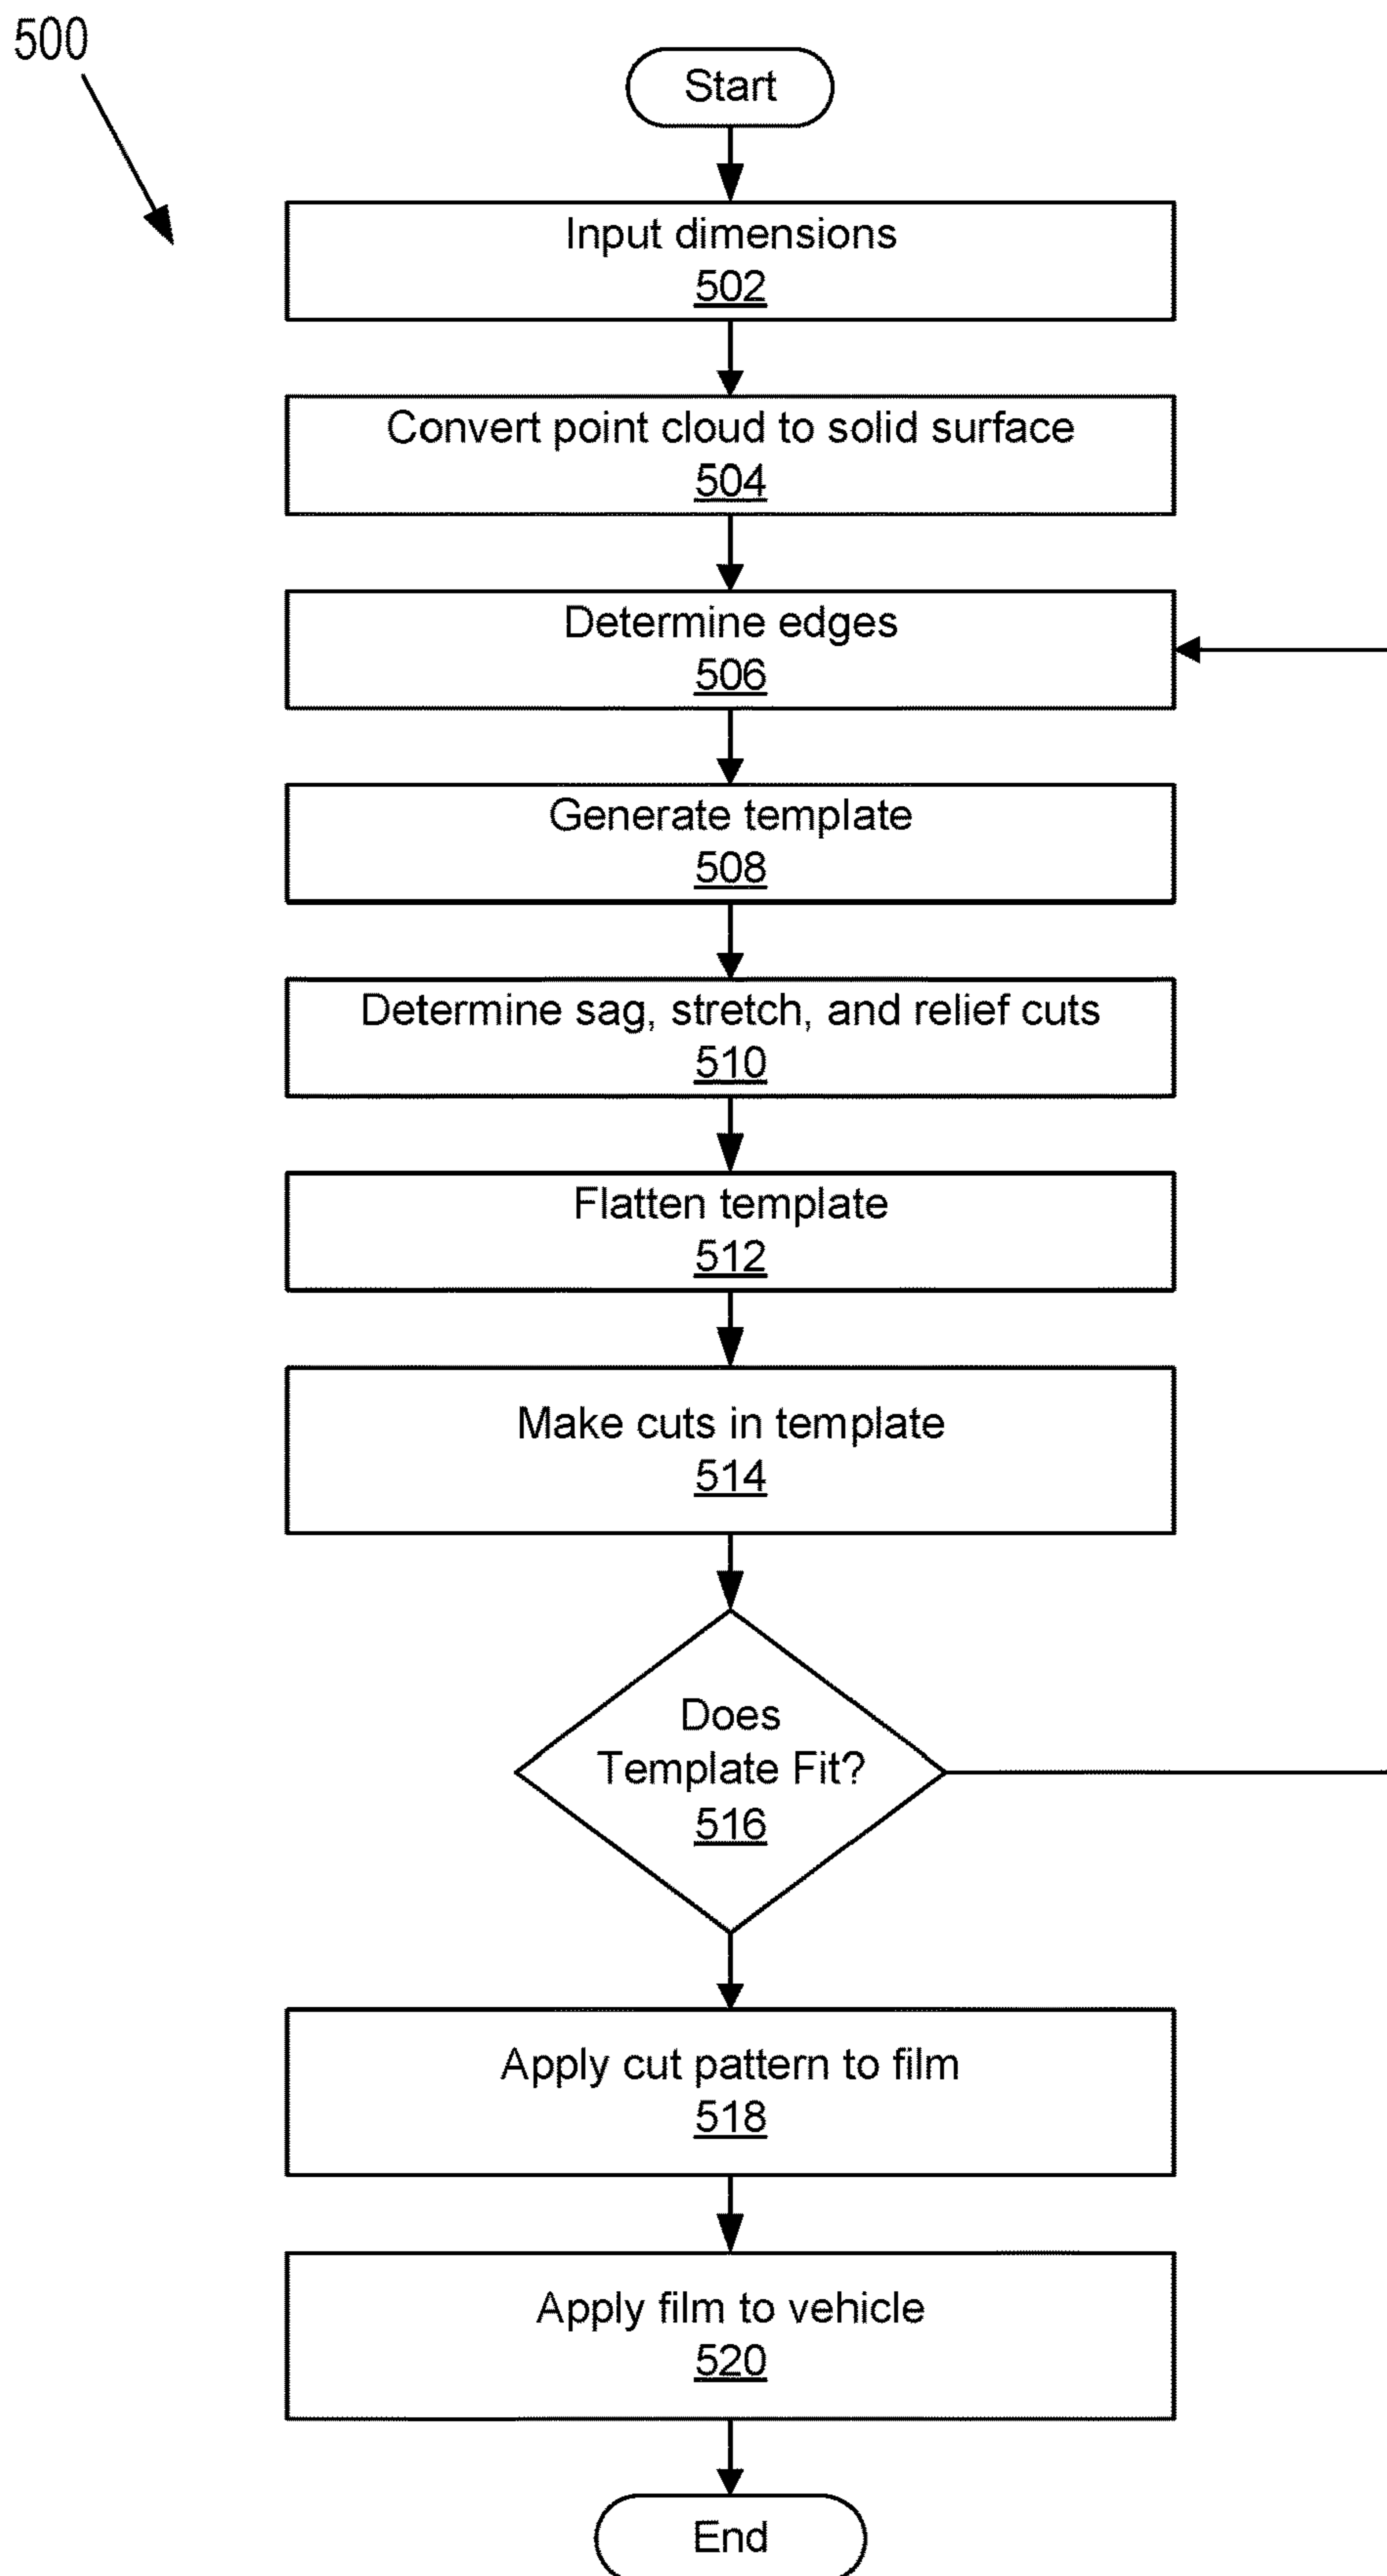 500
Start
Input dimensions
502
Convert point cloud to solid surface
504
Determine edges
506
Generate template
508
Determine sag, stretch, and relief cuts
510
Flatten template
512
Make cuts in template
514
Does
Template Fit?
516
Apply cut pattern to film
518
Apply film to vehicle
520
End